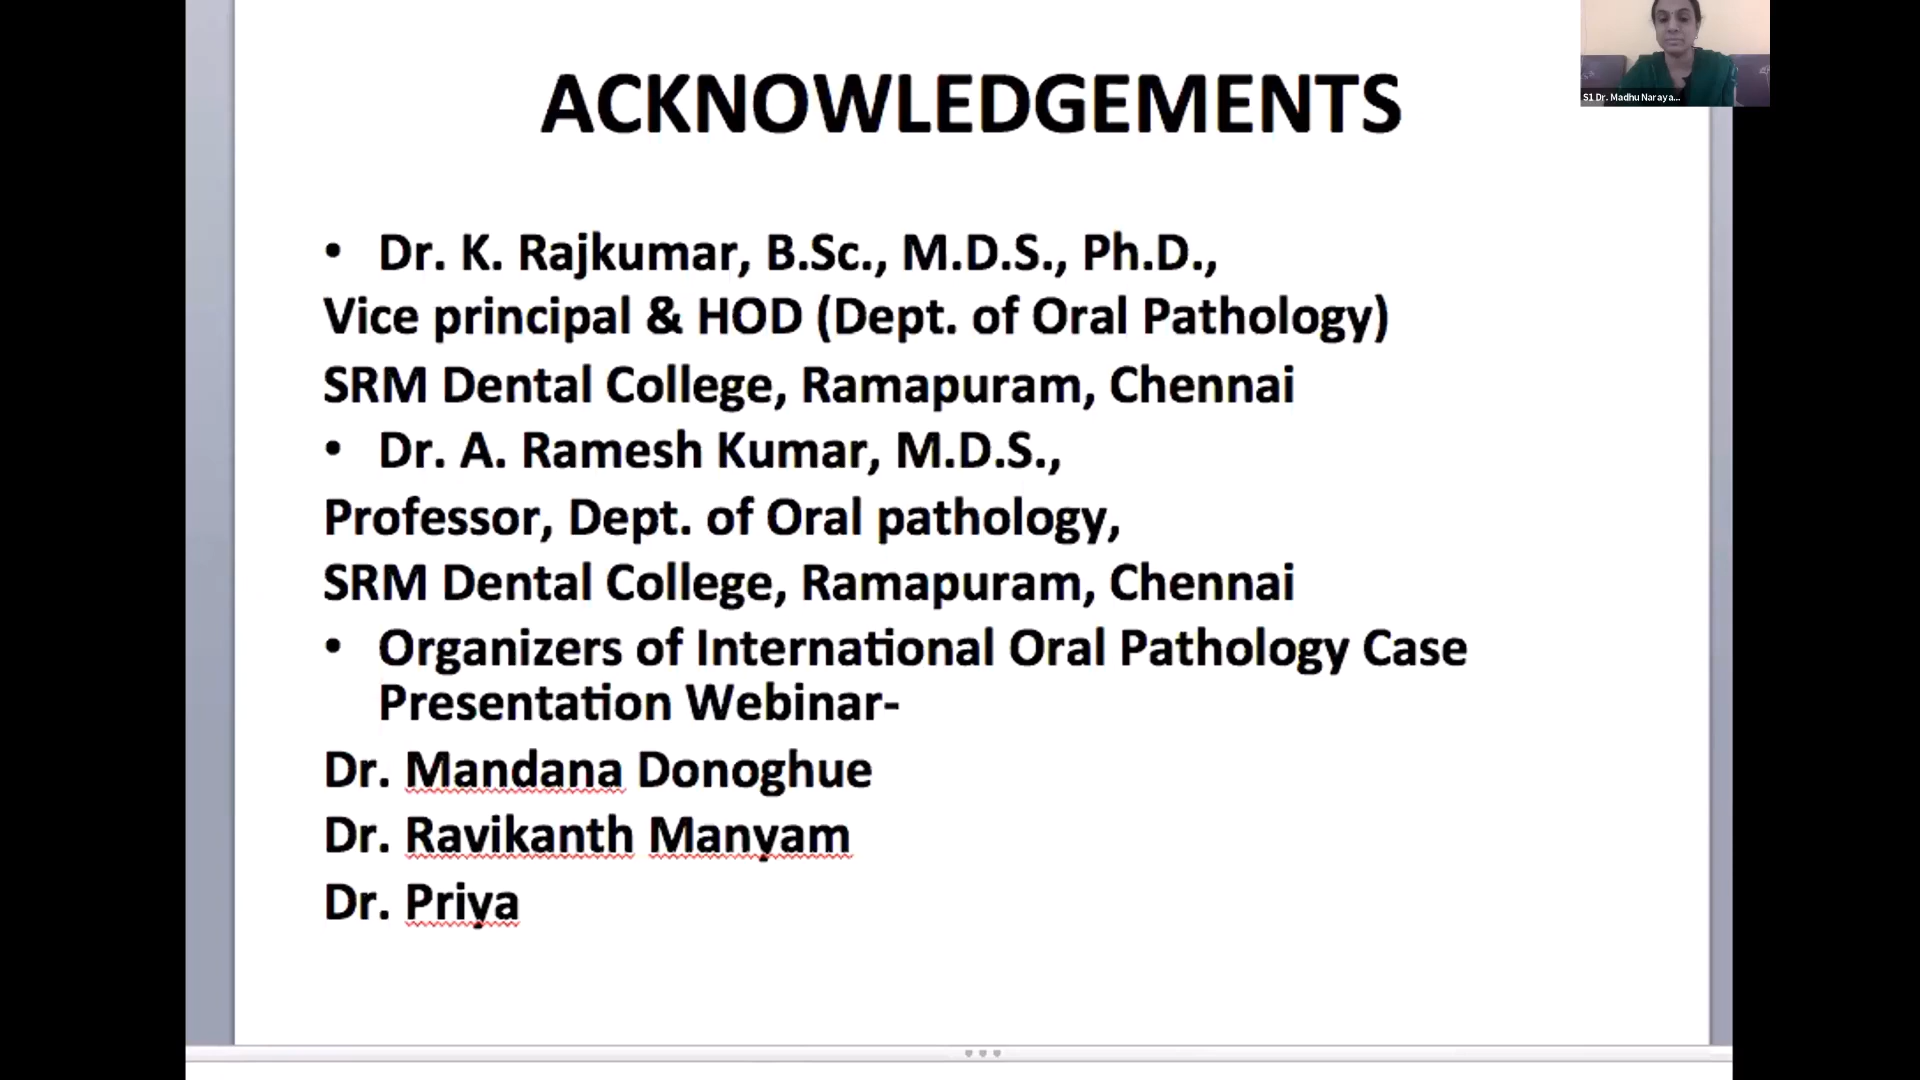 ACKNOWLEDGEMENTS
S1 Dr. Madhu Naraya...
• Dr. K. Rajkumar, B.Sc., M.D.S., Ph.D.,
Vice principal & HOD (Dept. of Oral Pathology)
SRM Dental College, Ramapuram, Chennai
• Dr. A. Ramesh Kumar, M.D.S.,
Professor, Dept. of Oral pathology,
SRM Dental College, Ramapuram, Chennai
• Organizers of International Oral Pathology Case
Presentation Webinar-
Dr. Mandana Donoghue
Dr. Ravikanth Manyam
Dr. Priya